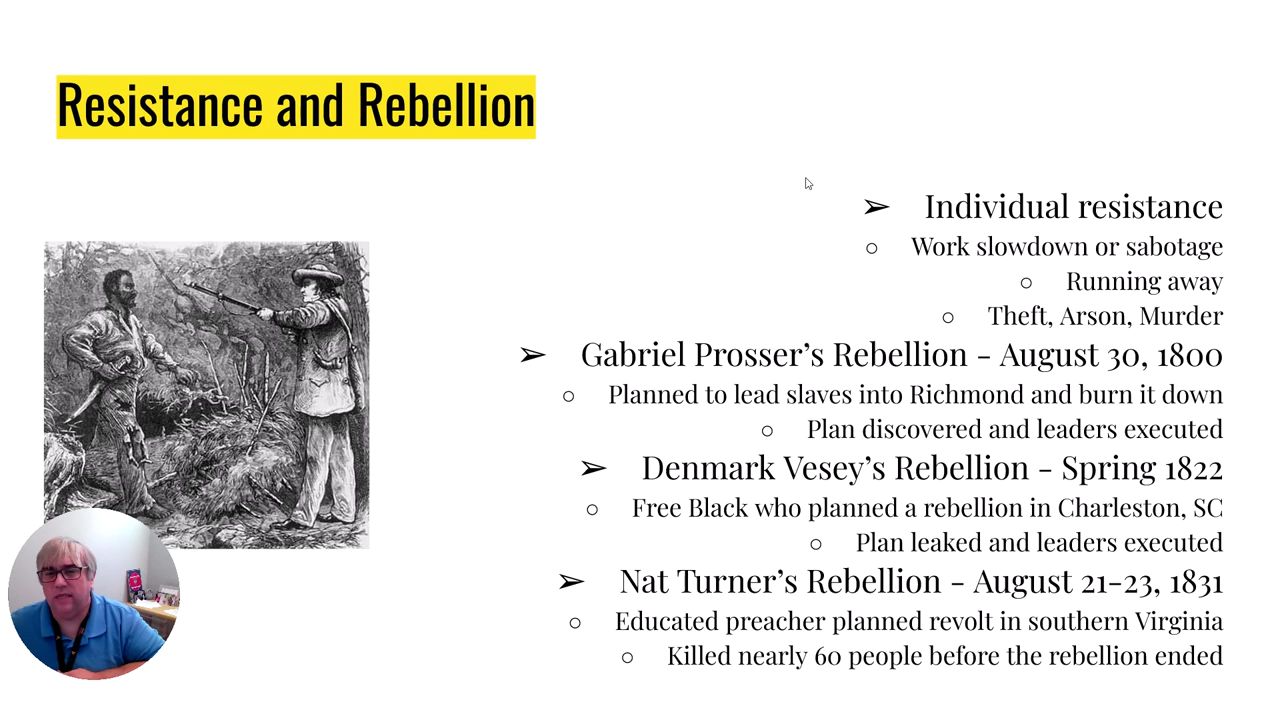 Resistance and Rebellion
➢ Individual resistance
○ Work slowdown or sabotage
○ Running away
○ Theft, Arson, Murder
➢ Gabriel Prosser’s Rebellion - August 30, 1800
○ Planned to lead slaves into Richmond and burn it down
○ Plan discovered and leaders executed
➢ Denmark Vesey’s Rebellion - Spring 1822
○ Free Black who planned a rebellion in Charleston, SC
○ Plan leaked and leaders executed
➢ Nat Turner’s Rebellion - August 21-23, 1831
○ Educated preacher planned revolt in southern Virginia
○ Killed nearly 60 people before the rebellion ended